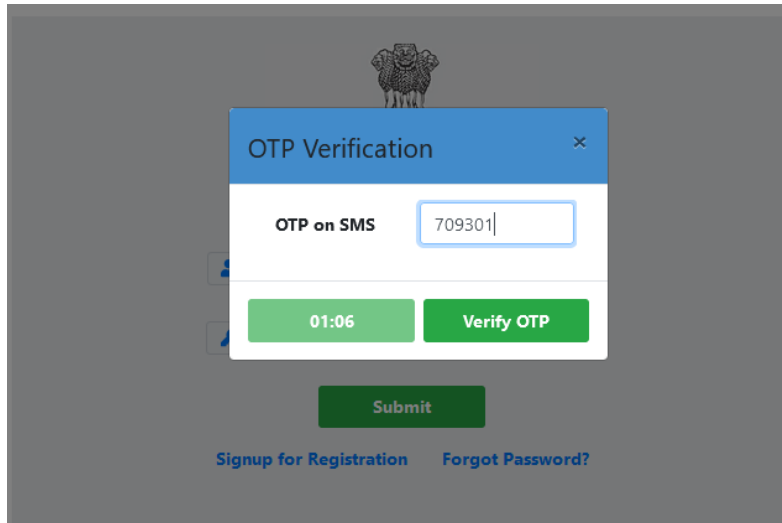 OTP Verification ×
OTP on SMS 709301
01:06 Verify OTP
Submit
Signup for Registration Forgot Password?